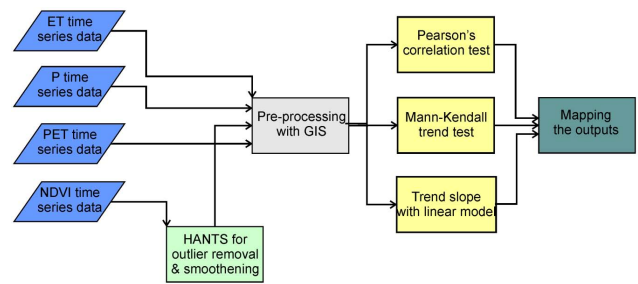 ET time
series data
P time
series data
PET time
series data
NDVI time
series data
HANTS for
outlier removal
& smoothening
Pre-processing
with GIS
Pearson's
correlation test
Mann-Kendall
trend test
Trend slope
with linear model
Mapping
the outputs